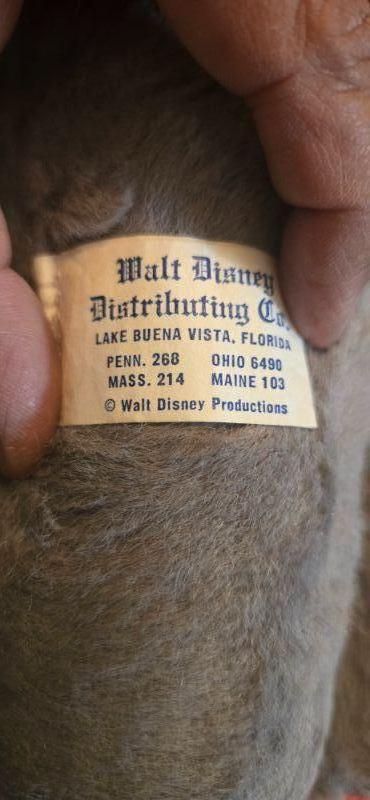 Walt Disney
Distributing Co.
LAKE BUENA VISTA, FLORIDA
PENN. 268 OHIO 6490
MASS. 214 MAINE 103
© Walt Disney Productions